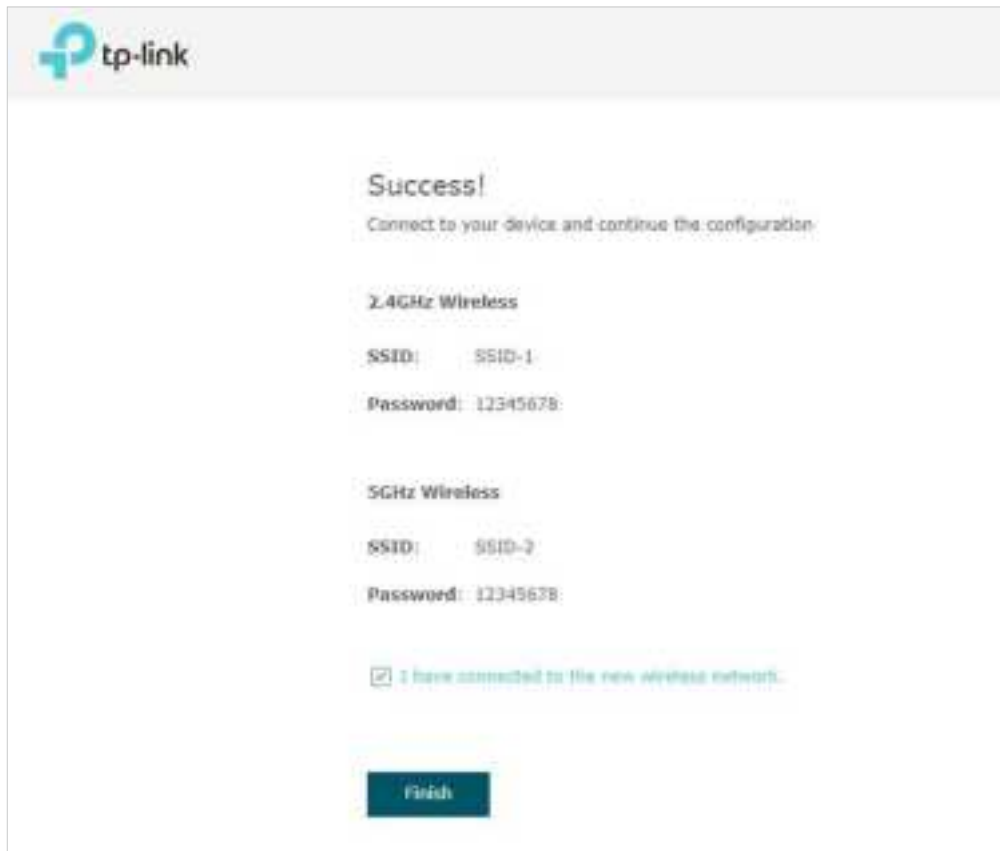 tp-link
Success!
Connect to your device and continue the configuration
2.4GHz Wireless
SSID: SSID-1
Password: 12345678
5GHz Wireless
SSID: SSID-2
Password: 12345678
I have connected to the new wireless network.
Finish